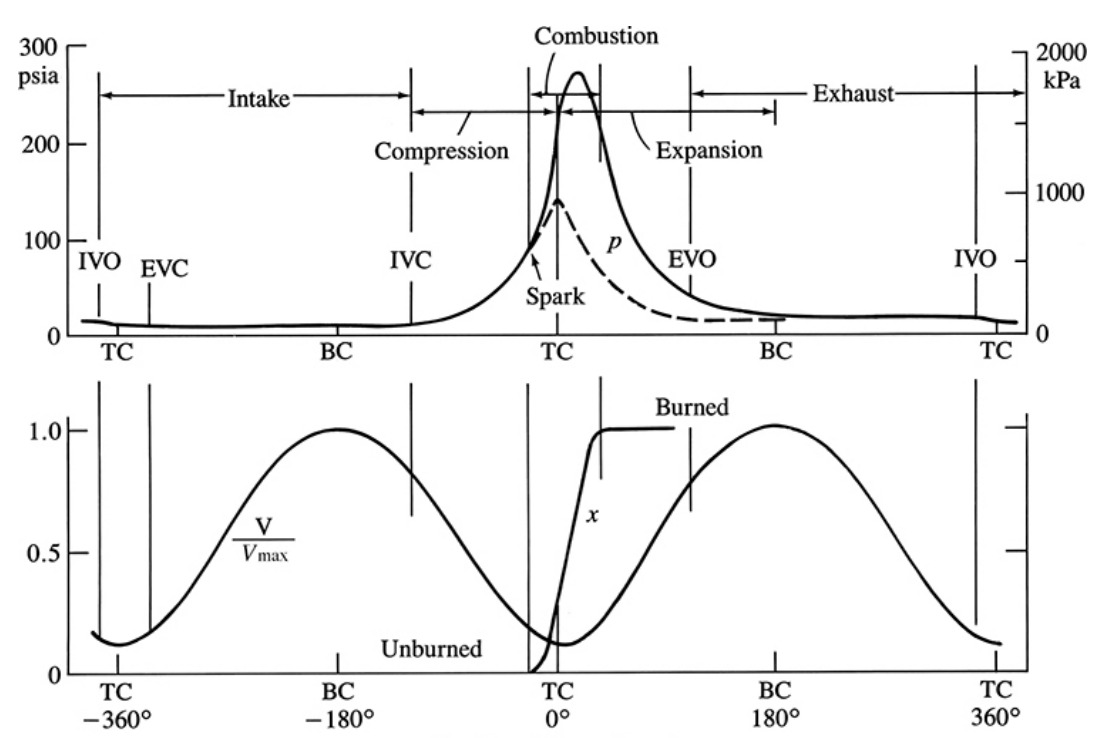 Combustion
300
psia
2000
kPa
Intake
Exhaust
200
Compression
Expansion
1000
100
p
IVO
EVC
IVC
EVO
IVO
Spark
0
0
TC
BC
TC
BC
TC
1.0
Burned
x
V
Vmax
0.5
Unburned
0
TC
BC
TC
BC
TC
−360°
−180°
0°
180°
360°